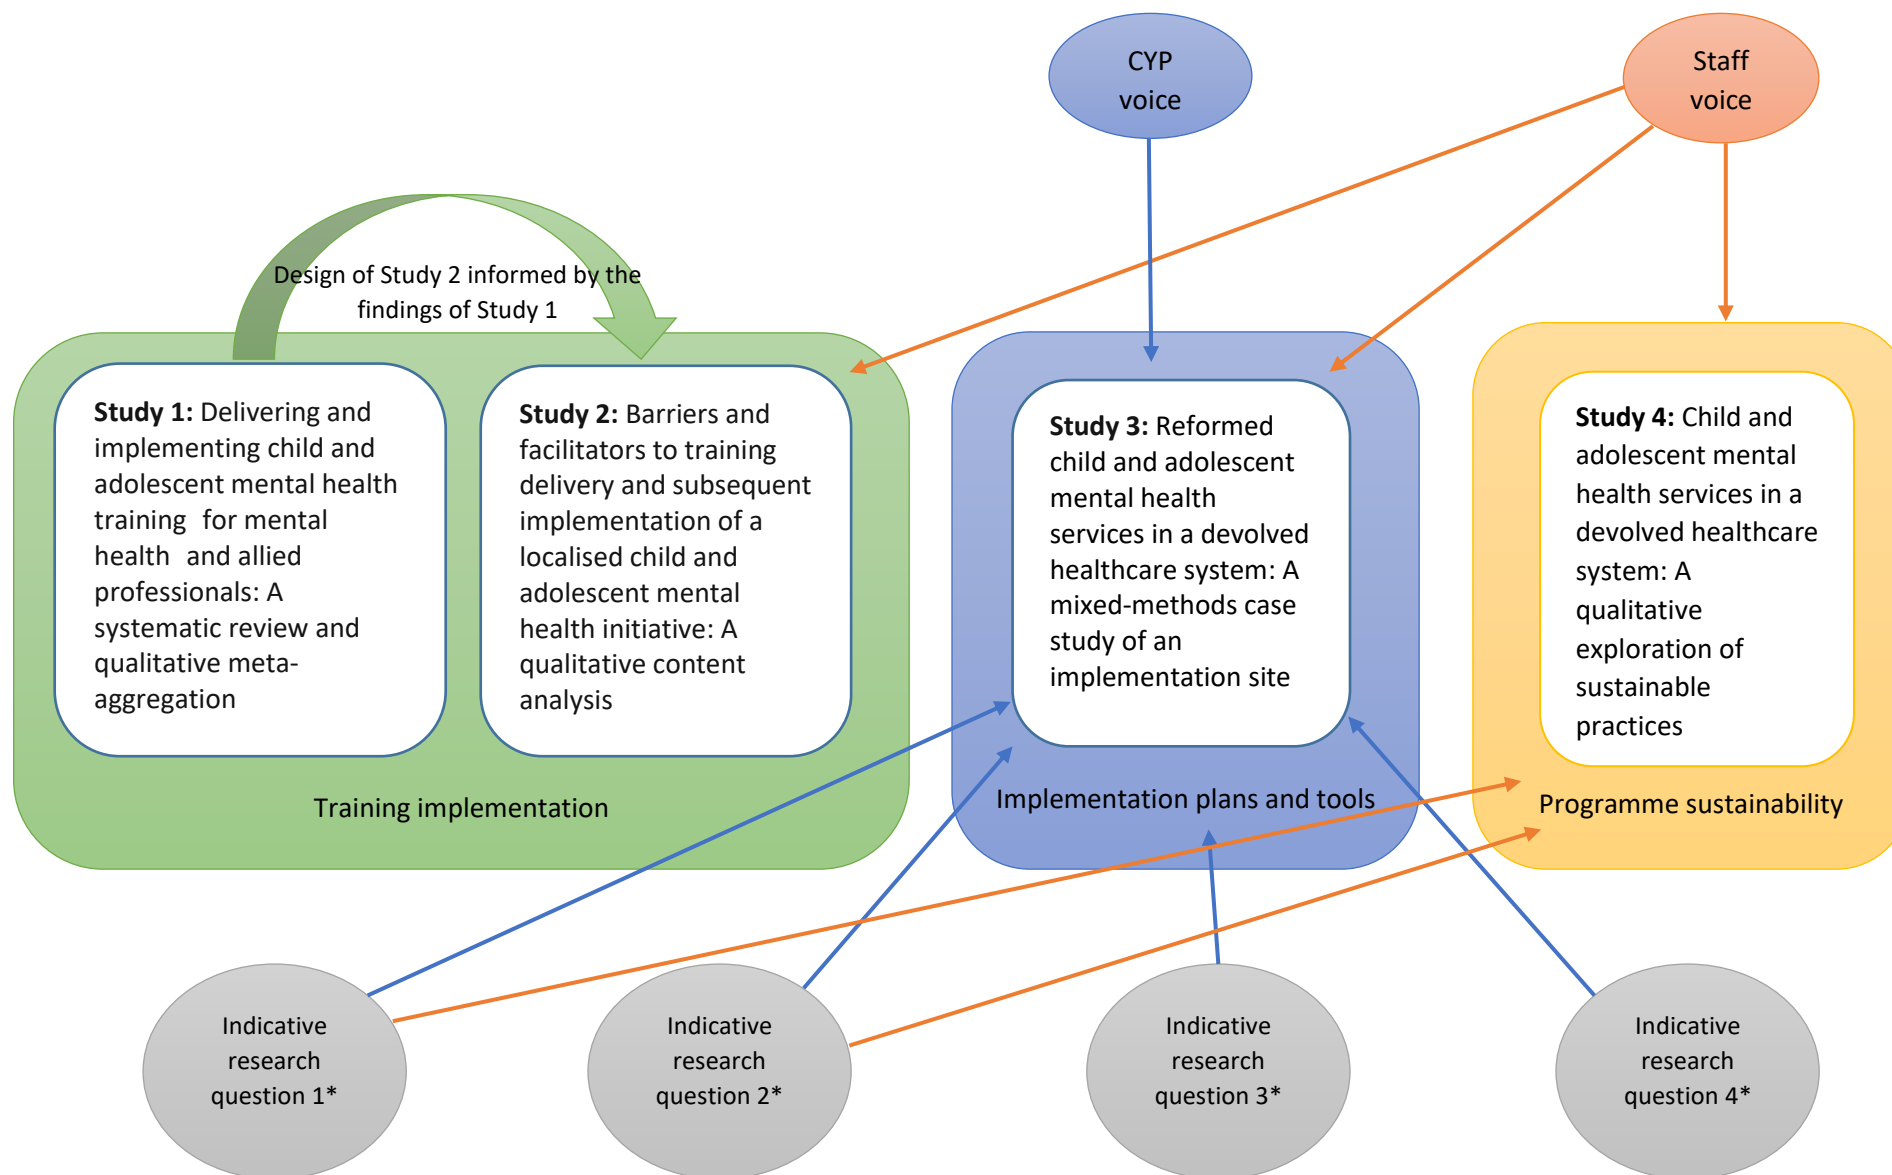 CYP
voice
Staff
voice
Design of Study 2 informed by the
findings of Study 1
Study 1: Delivering and
implementing child and
adolescent mental health
training for mental
health and allied
professionals: A
systematic review and
qualitative meta-
aggregation
Study 2: Barriers and
facilitators to training
delivery and subsequent
implementation of a
localised child and
adolescent mental
health initiative: A
qualitative content
analysis
Training implementation
Study 3: Reformed
child and adolescent
mental health
services in a devolved
healthcare system: A
mixed-methods case
study of an
implementation site
Implementation plans and tools
Study 4: Child and
adolescent mental
health services in a
devolved healthcare
system: A
qualitative
exploration of
sustainable
practices
Programme sustainability
Indicative
research
question 1*
Indicative
research
question 2*
Indicative
research
question 3*
Indicative
research
question 4*